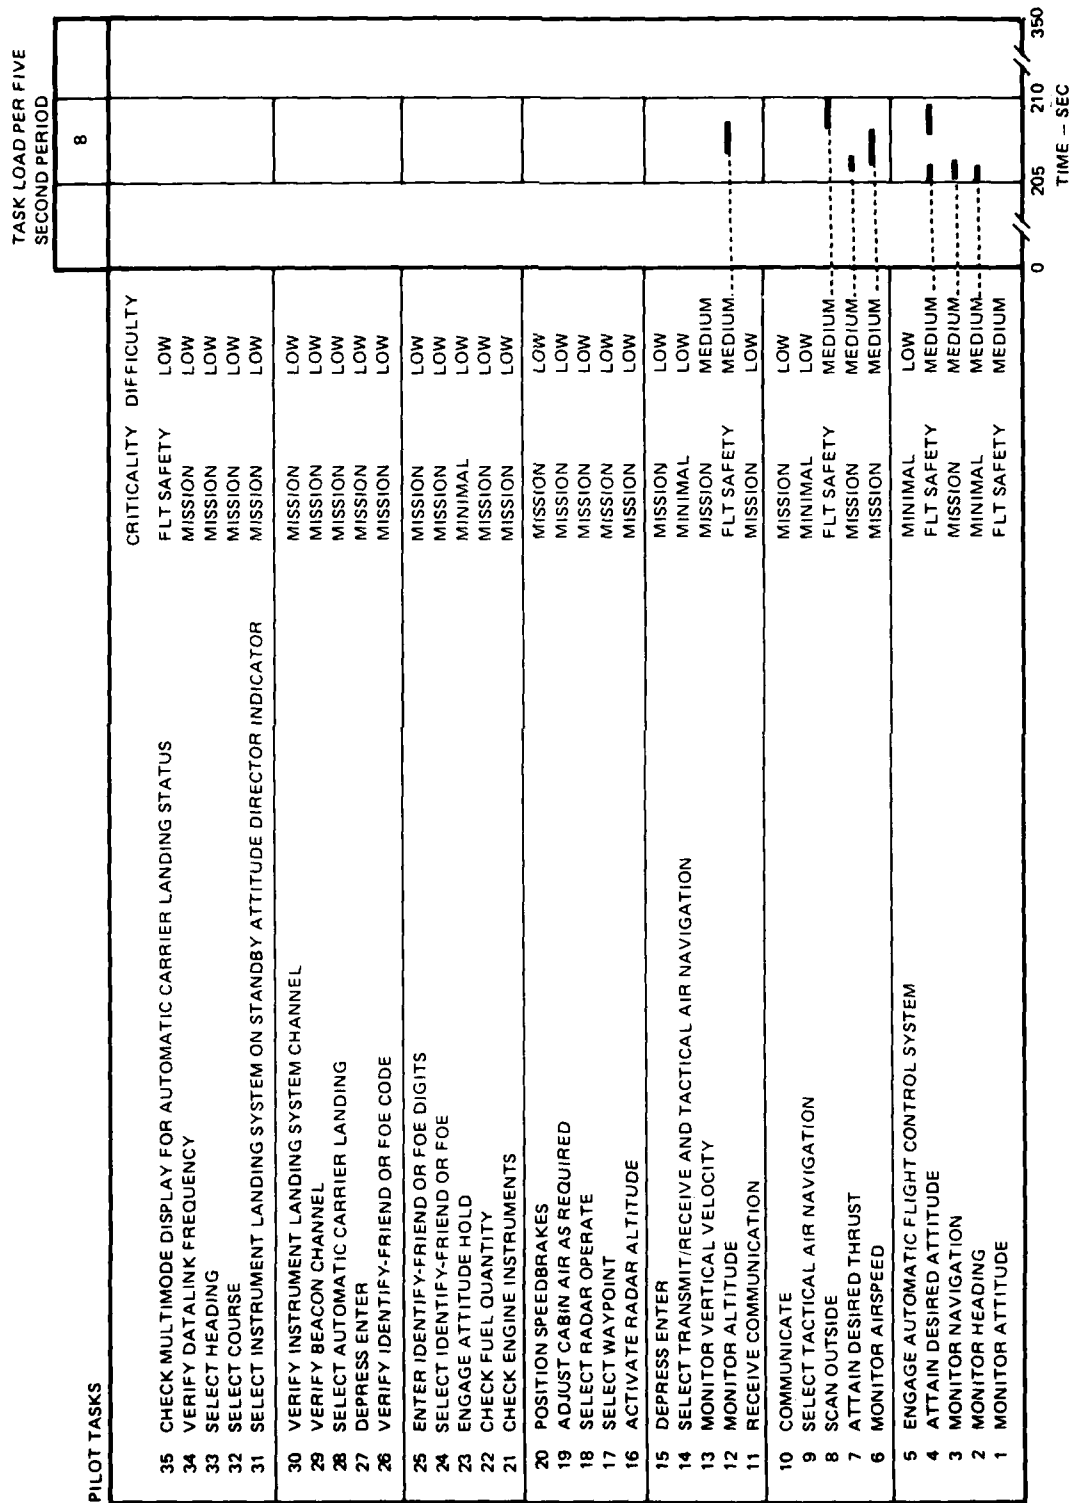 TASK LOAD PER FIVE
SECOND PERIOD
8
PILOT TASKS
CRITICALITY DIFFICULTY
35 CHECK MULTIMODE DISPLAY FOR AUTOMATIC CARRIER LANDING STATUS FLT SAFETY LOW
34 VERIFY DATALINK FREQUENCY MISSION LOW
33 SELECT HEADING MISSION LOW
32 SELECT COURSE MISSION LOW
31 SELECT INSTRUMENT LANDING SYSTEM ON STANDBY ATTITUDE DIRECTOR INDICATOR MISSION LOW
30 VERIFY INSTRUMENT LANDING SYSTEM CHANNEL MISSION LOW
29 VERIFY BEACON CHANNEL MISSION LOW
28 SELECT AUTOMATIC CARRIER LANDING MISSION LOW
27 DEPRESS ENTER MISSION LOW
26 VERIFY IDENTIFY-FRIEND OR FOE CODE MISSION LOW
25 ENTER IDENTIFY-FRIEND OR FOE DIGITS MISSION LOW
24 SELECT IDENTIFY-FRIEND OR FOE MISSION LOW
23 ENGAGE ATTITUDE HOLD MINIMAL LOW
22 CHECK FUEL QUANTITY MISSION LOW
21 CHECK ENGINE INSTRUMENTS MISSION LOW
20 POSITION SPEEDBRAKES MISSION LOW
19 ADJUST CABIN AIR AS REQUIRED MISSION LOW
18 SELECT RADAR OPERATE MISSION LOW
17 SELECT WAYPOINT MISSION LOW
16 ACTIVATE RADAR ALTITUDE MISSION LOW
15 DEPRESS ENTER MISSION LOW
14 SELECT TRANSMIT/RECEIVE AND TACTICAL AIR NAVIGATION MINIMAL LOW
13 MONITOR VERTICAL VELOCITY MISSION MEDIUM
12 MONITOR ALTITUDE FLT SAFETY MEDIUM
11 RECEIVE COMMUNICATION MISSION LOW
10 COMMUNICATE MISSION LOW
9 SELECT TACTICAL AIR NAVIGATION MINIMAL LOW
8 SCAN OUTSIDE FLT SAFETY MEDIUM
7 ATTAIN DESIRED THRUST MISSION MEDIUM
6 MONITOR AIRSPEED MISSION MEDIUM
5 ENGAGE AUTOMATIC FLIGHT CONTROL SYSTEM MINIMAL LOW
4 ATTAIN DESIRED ATTITUDE FLT SAFETY MEDIUM
3 MONITOR NAVIGATION MISSION MEDIUM
2 MONITOR HEADING MINIMAL MEDIUM
1 MONITOR ATTITUDE FLT SAFETY MEDIUM
0 205 210 350
TIME – SEC